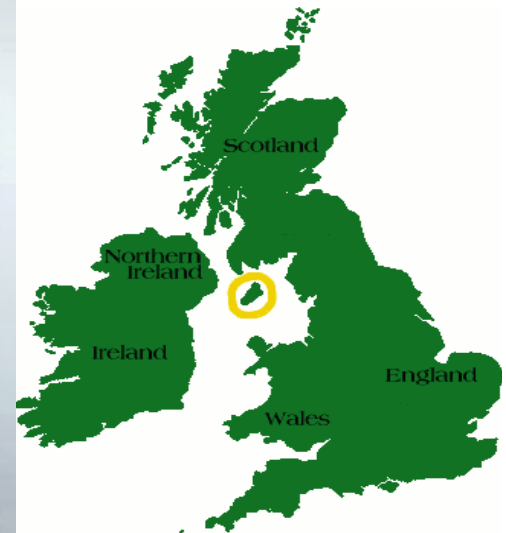 Scotland
Northern
Ireland
Ireland
England
Wales